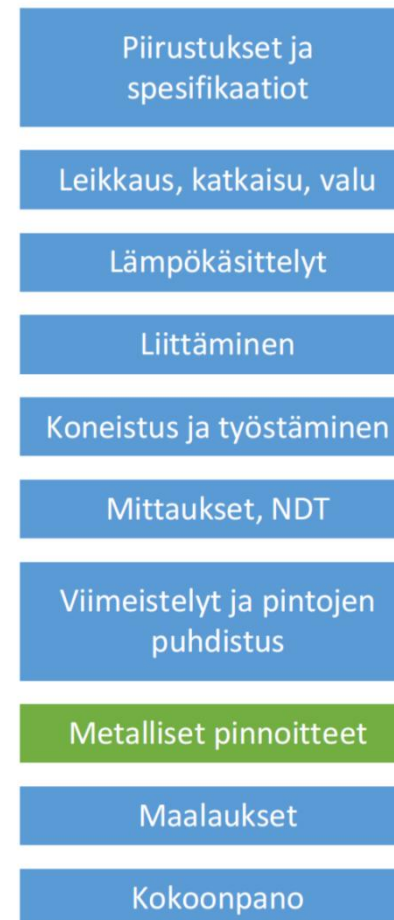 Piirustukset ja
spesifikaatiot
Leikkaus, katkaisu, valu
Lämpökäsittelyt
Liittäminen
Koneistus ja työstäminen
Mittaukset, NDT
Viimeistelyt ja pintojen
puhdistus
Metalliset pinnoitteet
Maalaukset
Kokoonpano